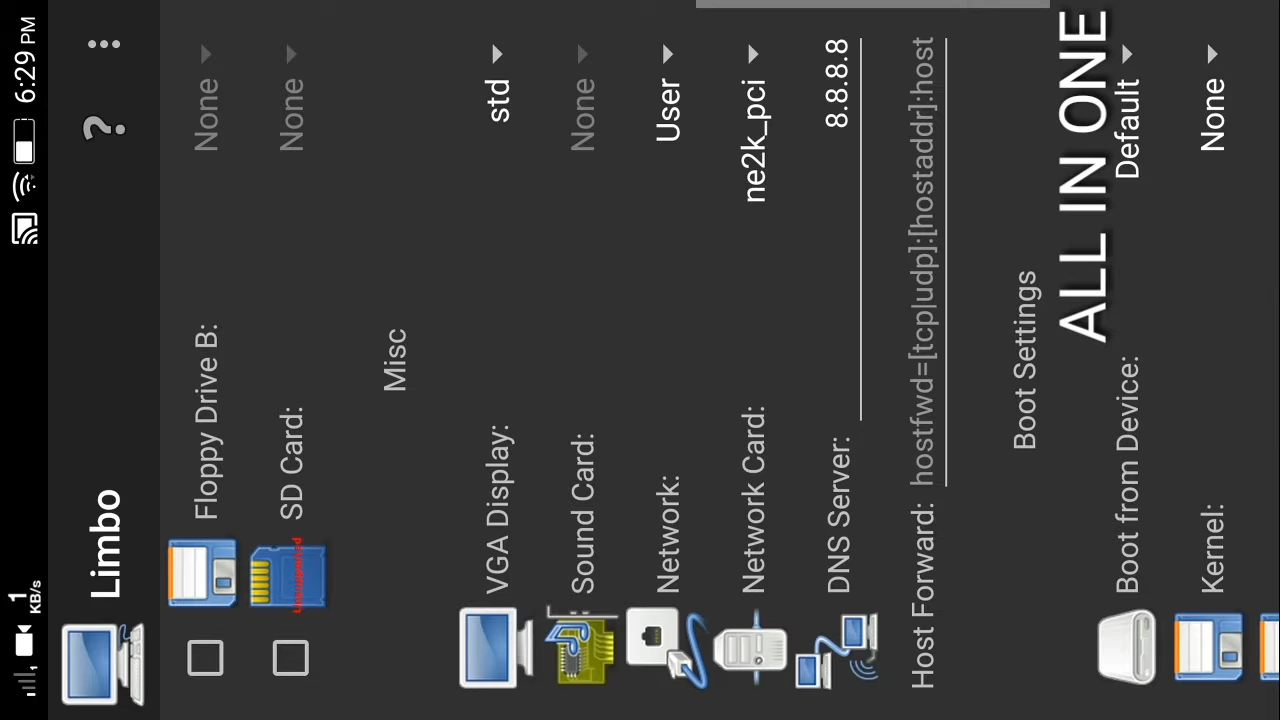 1 KB/s 6:29 PM
Limbo ?
Floppy Drive B: None
SD Card: None
Misc
VGA Display: std
Sound Card: None
Network: User
Network Card: ne2k_pci
DNS Server: 8.8.8.8
Host Forward: hostfwd=[tcp|udp]:[hostaddr]:host
Boot Settings
ALL IN ONE
Boot from Device: Default
Kernel: None